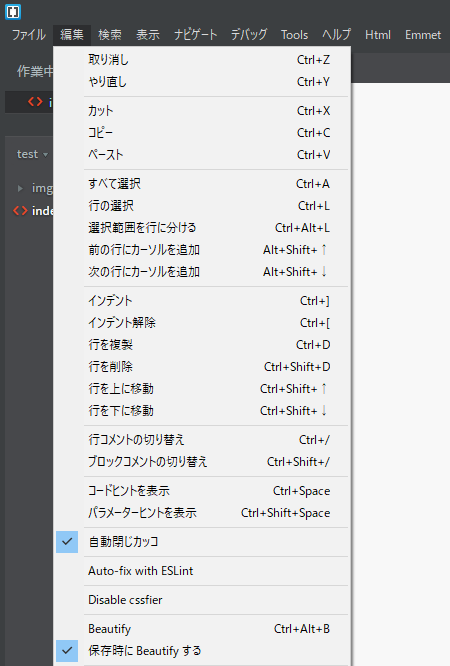 ファイル 編集 検索 表示 ナビゲート デバッグ Tools ヘルプ Html Emmet
作業中
test
img
inde
取り消し Ctrl+Z
やり直し Ctrl+Y
カット Ctrl+X
コピー Ctrl+C
ペースト Ctrl+V
すべて選択 Ctrl+A
行の選択 Ctrl+L
選択範囲を行に分ける Ctrl+Alt+L
前の行にカーソルを追加 Alt+Shift+↑
次の行にカーソルを追加 Alt+Shift+↓
インデント Ctrl+]
インデント解除 Ctrl+[
行を複製 Ctrl+D
行を削除 Ctrl+Shift+D
行を上に移動 Ctrl+Shift+↑
行を下に移動 Ctrl+Shift+↓
行コメントの切り替え Ctrl+/
ブロックコメントの切り替え Ctrl+Shift+/
コードヒントを表示 Ctrl+Space
パラメーターヒントを表示 Ctrl+Shift+Space
自動閉じカッコ
Auto-fix with ESLint
Disable cssfier
Beautify Ctrl+Alt+B
保存時に Beautify する